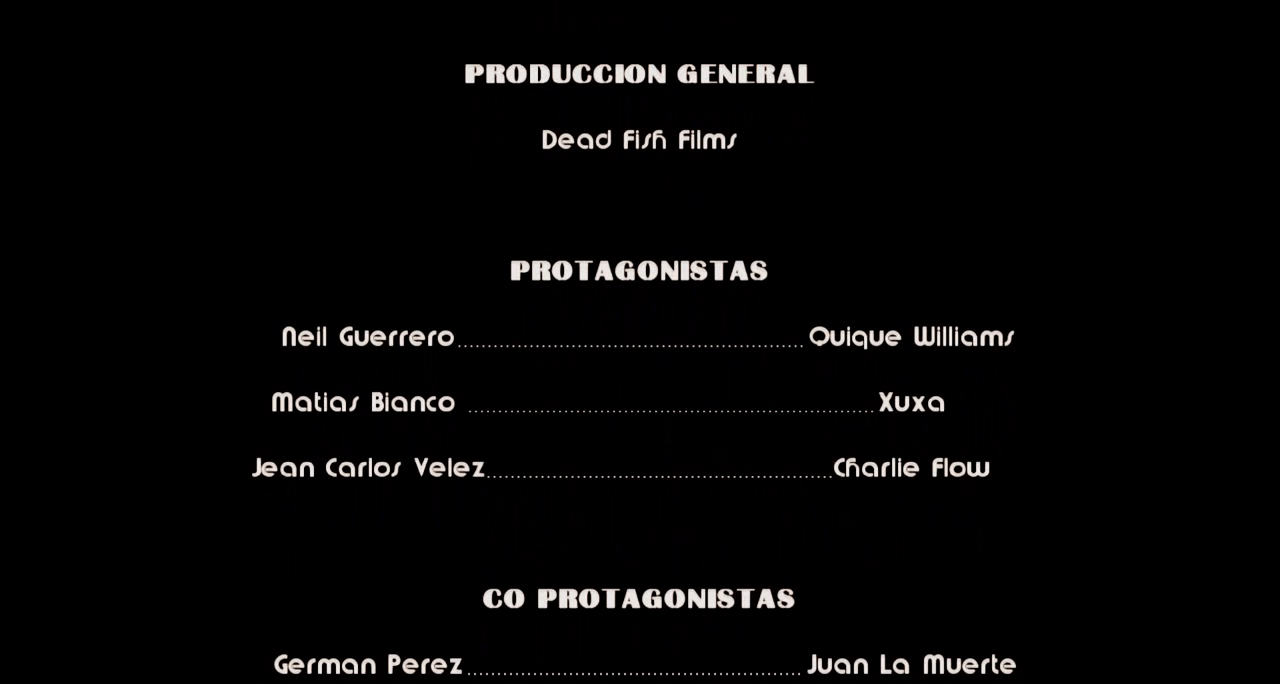 PRODUCCION GENERAL
Dead Fish Films
PROTAGONISTAS
Neil Guerrero.......................................................... Quique Williams
Matias Bianco .................................................................... Xuxa
Jean Carlos Velez..........................................................Charlie Flow
CO PROTAGONISTAS
German Perez........................................................ Juan La Muerte